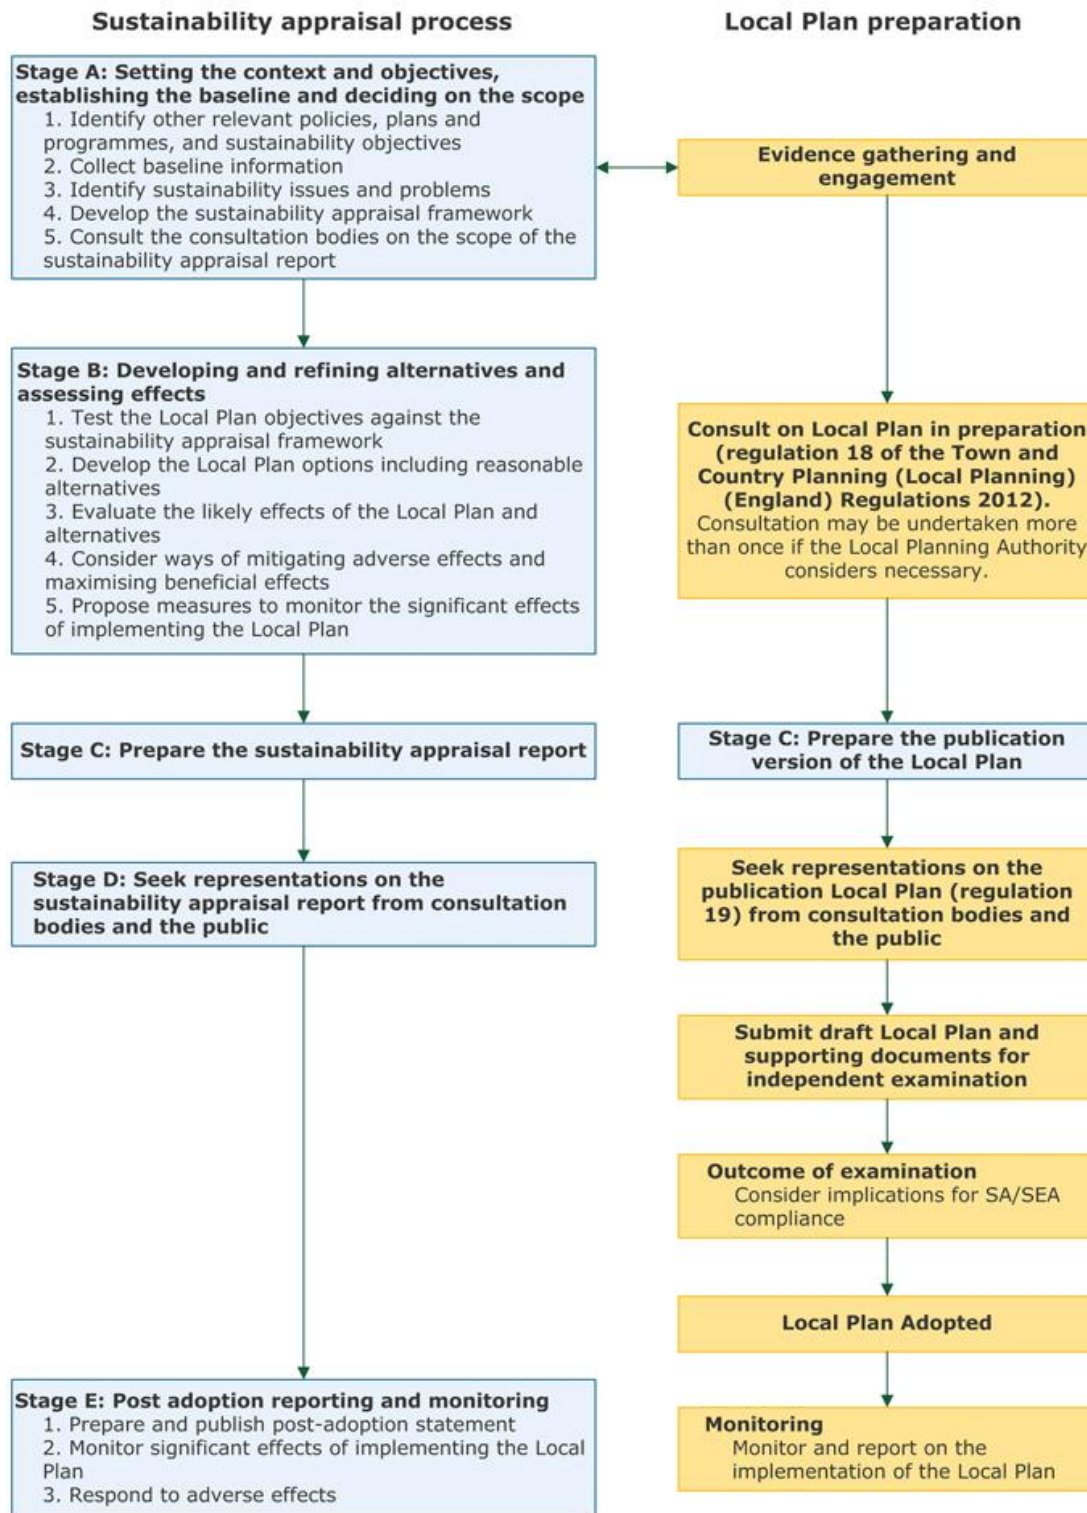 Sustainability appraisal process
Local Plan preparation
Stage A: Setting the context and objectives,
establishing the baseline and deciding on the scope
1. Identify other relevant policies, plans and
programmes, and sustainability objectives
2. Collect baseline information
3. Identify sustainability issues and problems
4. Develop the sustainability appraisal framework
5. Consult the consultation bodies on the scope of the
sustainability appraisal report
Evidence gathering and
engagement
Stage B: Developing and refining alternatives and
assessing effects
1. Test the Local Plan objectives against the
sustainability appraisal framework
2. Develop the Local Plan options including reasonable
alternatives
3. Evaluate the likely effects of the Local Plan and
alternatives
4. Consider ways of mitigating adverse effects and
maximising beneficial effects
5. Propose measures to monitor the significant effects
of implementing the Local Plan
Consult on Local Plan in preparation
(regulation 18 of the Town and
Country Planning (Local Planning)
(England) Regulations 2012).
Consultation may be undertaken more
than once if the Local Planning Authority
considers necessary.
Stage C: Prepare the sustainability appraisal report
Stage C: Prepare the publication
version of the Local Plan
Stage D: Seek representations on the
sustainability appraisal report from consultation
bodies and the public
Seek representations on the
publication Local Plan (regulation
19) from consultation bodies and
the public
Submit draft Local Plan and
supporting documents for
independent examination
Outcome of examination
Consider implications for SA/SEA
compliance
Local Plan Adopted
Stage E: Post adoption reporting and monitoring
1. Prepare and publish post-adoption statement
2. Monitor significant effects of implementing the Local
Plan
3. Respond to adverse effects
Monitoring
Monitor and report on the
implementation of the Local Plan